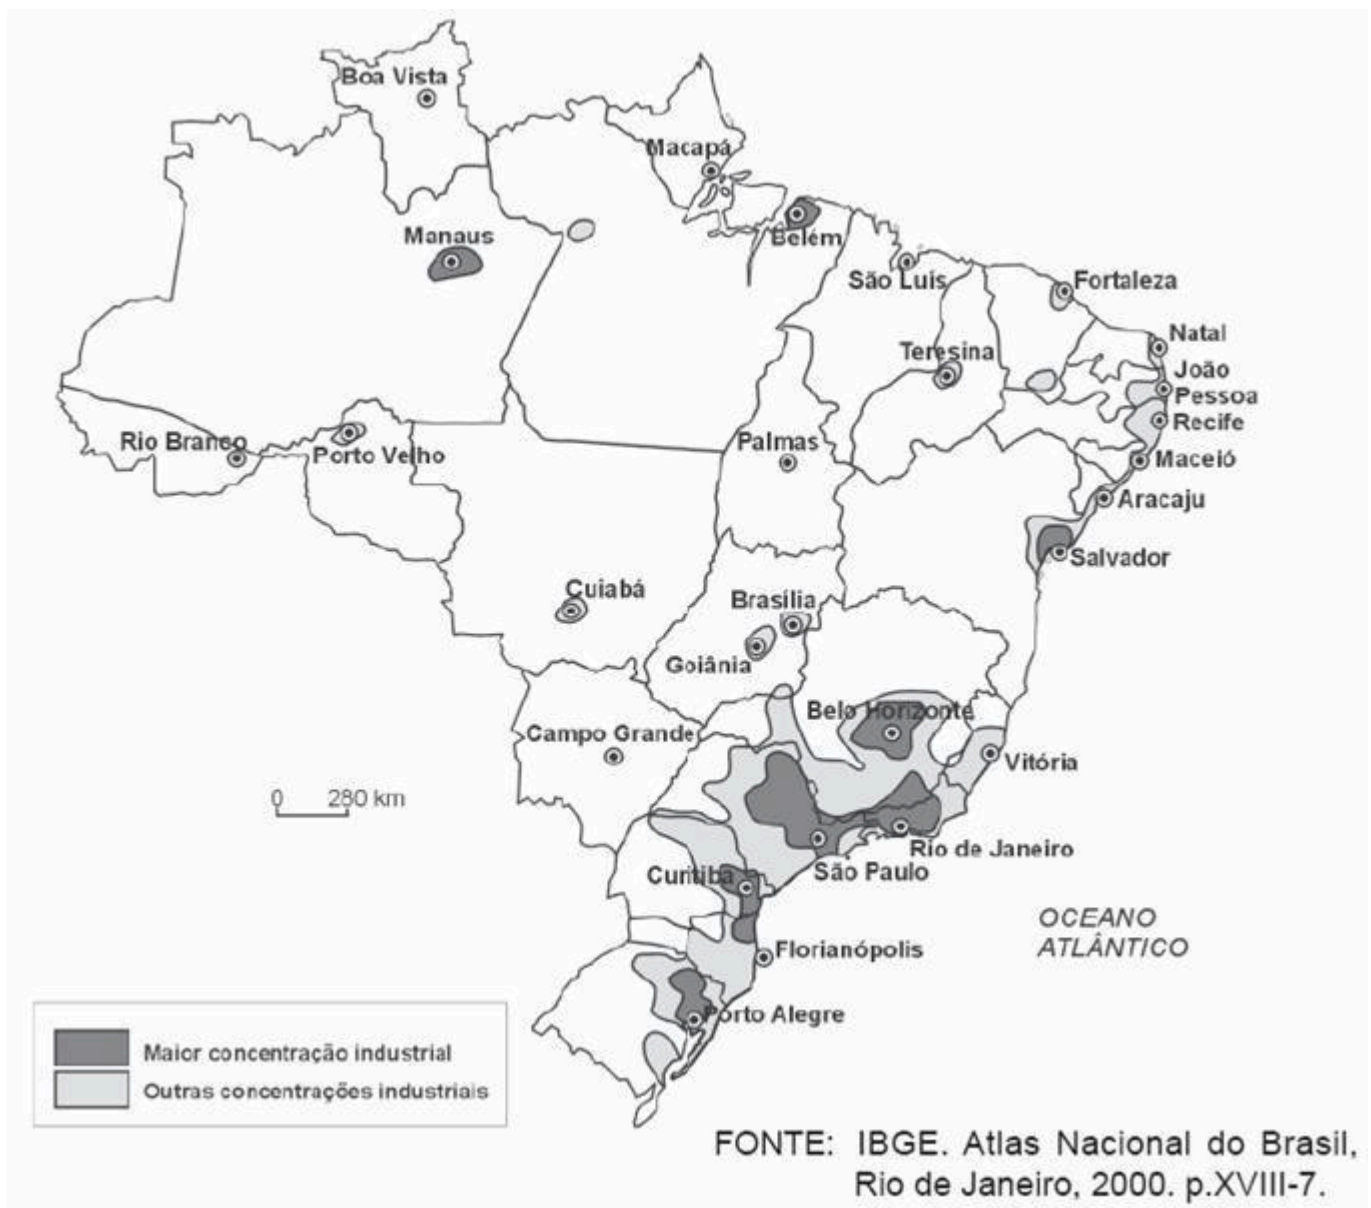 Boa Vista
Macapá
Manaus
Belém
São Luís
Fortaleza
Natal
Teresina
João
Pessoa
Recife
Rio Branco
Porto Velho
Palmas
Maceió
Aracaju
Salvador
Cuiabá
Brasília
Goiânia
Belo Horizonte
Campo Grande
Vitória
0 280 km
Rio de Janeiro
São Paulo
Curitiba
OCEANO
ATLÂNTICO
Florianópolis
Porto Alegre
Maior concentração industrial
Outras concentrações industriais
FONTE: IBGE. Atlas Nacional do Brasil,
Rio de Janeiro, 2000. p.XVIII-7.